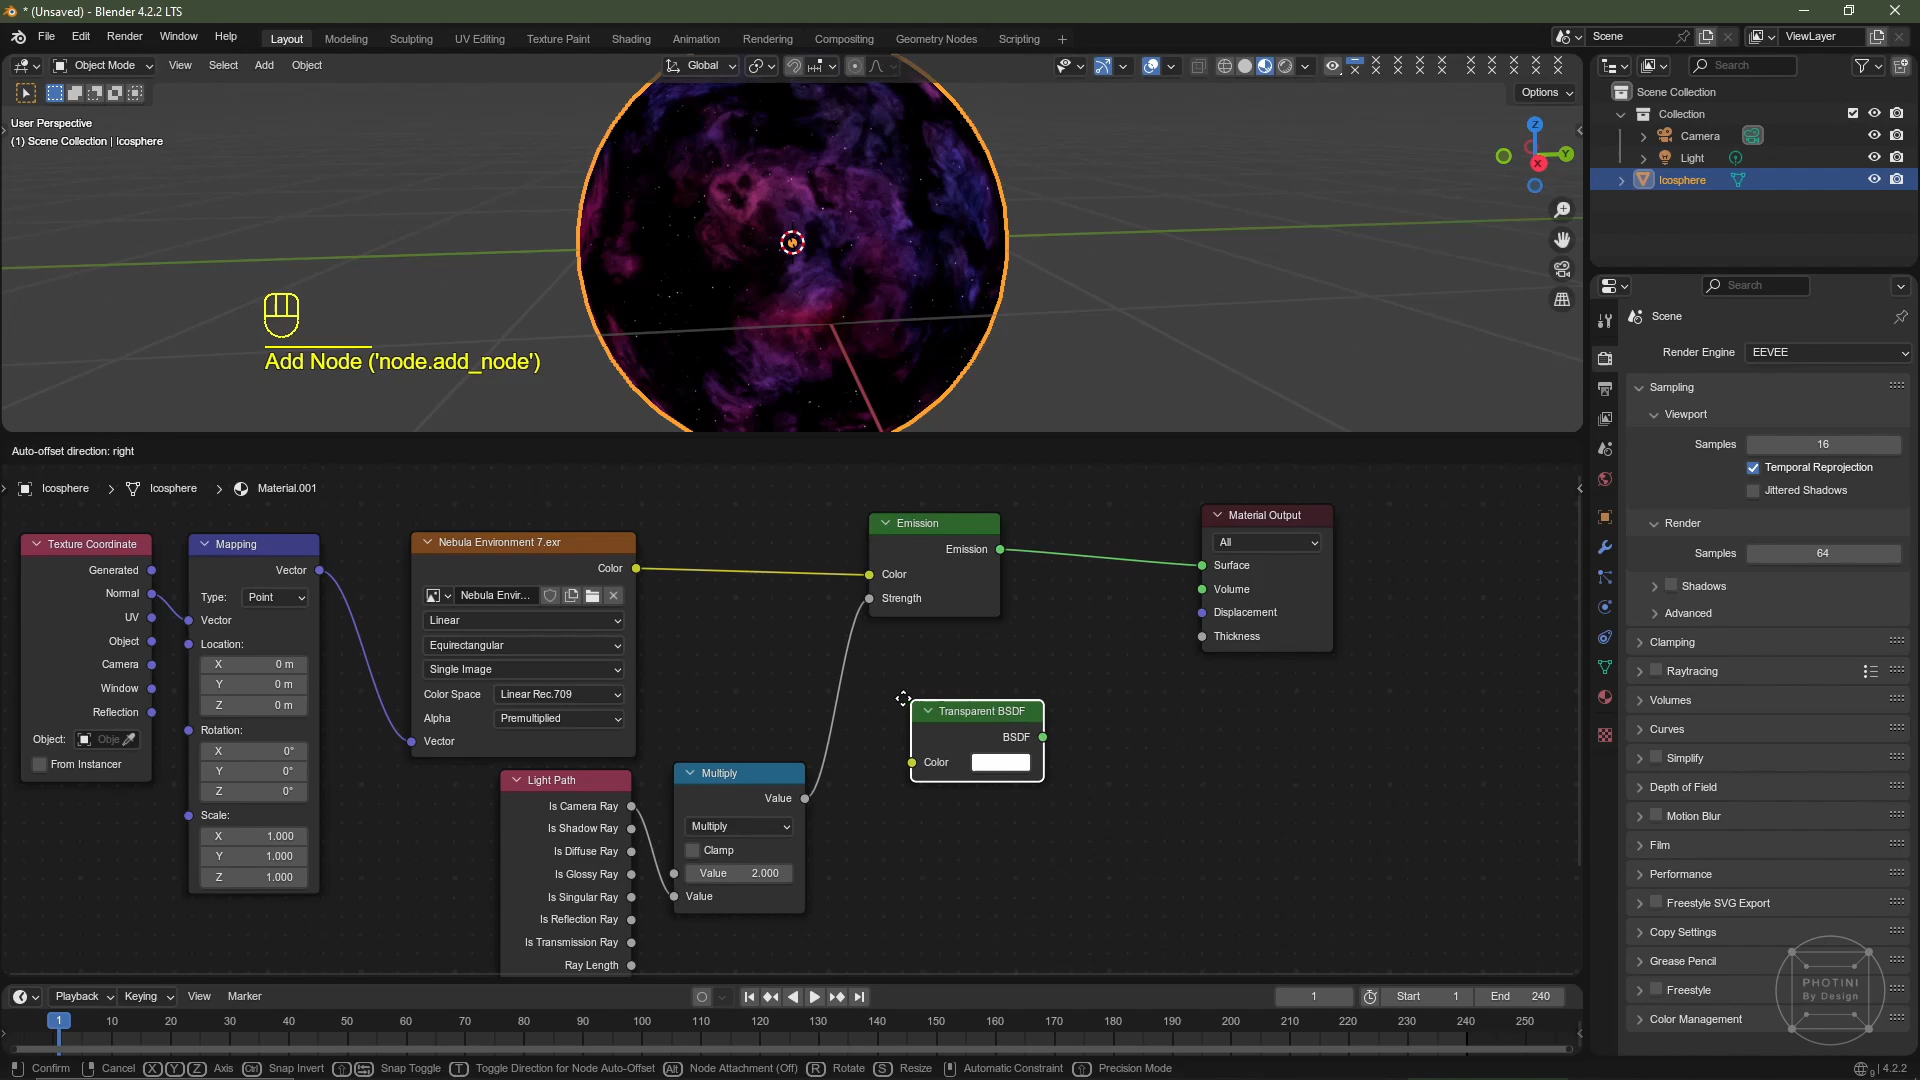 * (Unsaved) - Blender 4.2.2 LTS
File Edit Render Window Help Layout Modeling Sculpting UV Editing Texture Paint Shading Animation Rendering Compositing Geometry Nodes Scripting + Scene ViewLayer
Object Mode View Select Add Object Global
Options
User Perspective
(1) Scene Collection | Icosphere
Z
Y
X
Add Node ('node.add_node')
Auto-offset direction: right
Icosphere > Icosphere > Material.001
Texture Coordinate
Generated
Normal
UV
Object
Camera
Window
Reflection
Object: Obje
From Instancer
Mapping
Vector
Type: Point
Vector
Location:
X 0 m
Y 0 m
Z 0 m
Rotation:
X 0°
Y 0°
Z 0°
Scale:
X 1.000
Y 1.000
Z 1.000
Nebula Environment 7.exr
Color
Nebula Envir...
Linear
Equirectangular
Single Image
Color Space Linear Rec.709
Alpha Premultiplied
Vector
Light Path
Is Camera Ray
Is Shadow Ray
Is Diffuse Ray
Is Glossy Ray
Is Singular Ray
Is Reflection Ray
Is Transmission Ray
Ray Length
Multiply
Value
Multiply
Clamp
Value 2.000
Value
Emission
Emission
Color
Strength
Transparent BSDF
BSDF
Color
Material Output
All
Surface
Volume
Displacement
Thickness
Search
Scene Collection
Collection
Camera
Light
Icosphere
Search
Scene
Render Engine EEVEE
Sampling
Viewport
Samples 16
Temporal Reprojection
Jittered Shadows
Render
Samples 64
Shadows
Advanced
Clamping
Raytracing
Volumes
Curves
Simplify
Depth of Field
Motion Blur
Film
Performance
Freestyle SVG Export
Copy Settings
Grease Pencil
Freestyle
Color Management
PHOTINI
By Design
Playback Keying View Marker 1 Start 1 End 240
1 10 20 30 40 50 60 70 80 90 100 110 120 130 140 150 160 170 180 190 200 210 220 230 240 250
Confirm Cancel X Y Z Axis Ctrl Snap Invert Snap Toggle T Toggle Direction for Node Auto-Offset Alt Node Attachment (Off) R Rotate S Resize Automatic Constraint Precision Mode 9 | 4.2.2